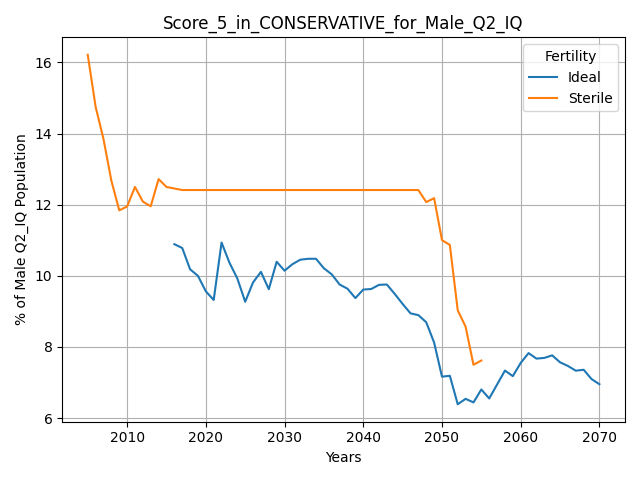 Score_5_in_CONSERVATIVE_for_Male_Q2_IQ
Fertility
Ideal
Sterile
% of Male Q2_IQ Population
16
14
12
10
8
6
2010 2020 2030 2040 2050 2060 2070
Years